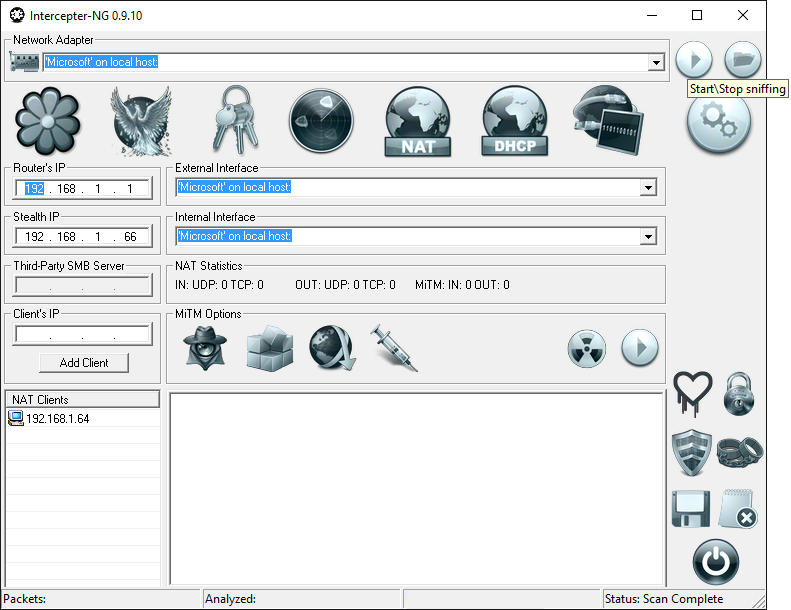 Intercepter-NG 0.9.10
Network Adapter
'Microsoft' on local host:
Start\Stop sniffing
NAT
DHCP
Router's IP
192 . 168 . 1 . 1
External Interface
'Microsoft' on local host:
Stealth IP
192 . 168 . 1 . 66
Internal Interface
'Microsoft' on local host:
Third-Party SMB Server
. . .
NAT Statistics
IN: UDP: 0 TCP: 0 OUT: UDP: 0 TCP: 0 MiTM: IN: 0 OUT: 0
Client's IP
. . .
Add Client
MiTM Options
NAT Clients
192.168.1.64
Packets:
Analyzed:
Status: Scan Complete